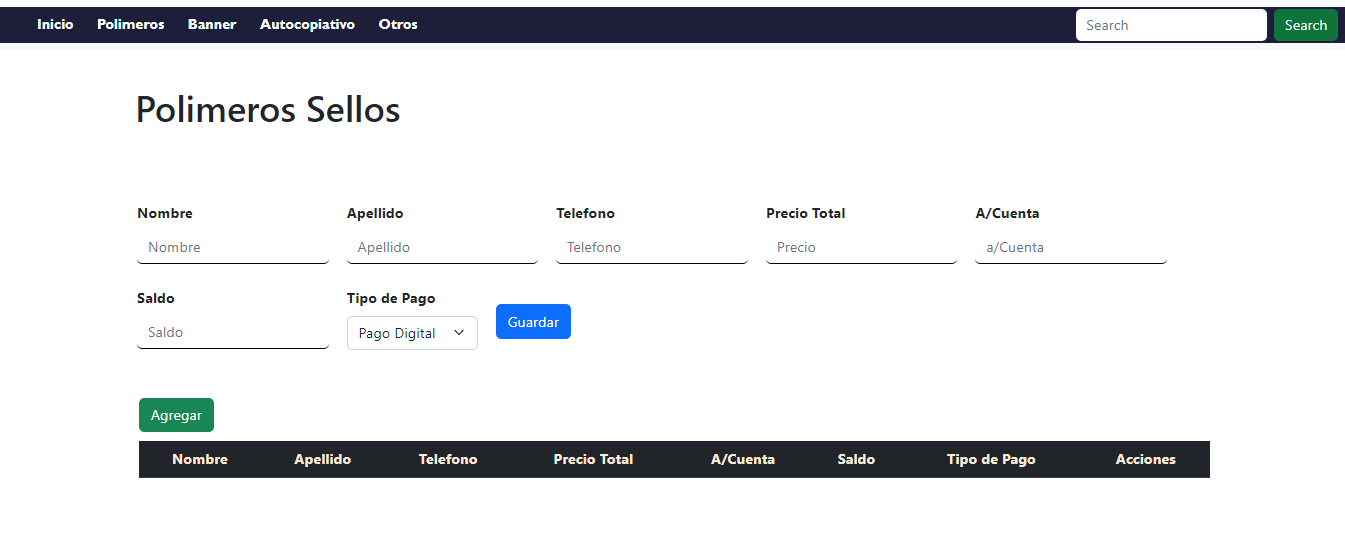 Inicio Polimeros Banner Autocopiativo Otros Search Search
Polimeros Sellos
Nombre Apellido Telefono Precio Total A/Cuenta
Nombre Apellido Telefono Precio a/Cuenta
Saldo Tipo de Pago
Saldo Pago Digital Guardar
Agregar
Nombre Apellido Telefono Precio Total A/Cuenta Saldo Tipo de Pago Acciones